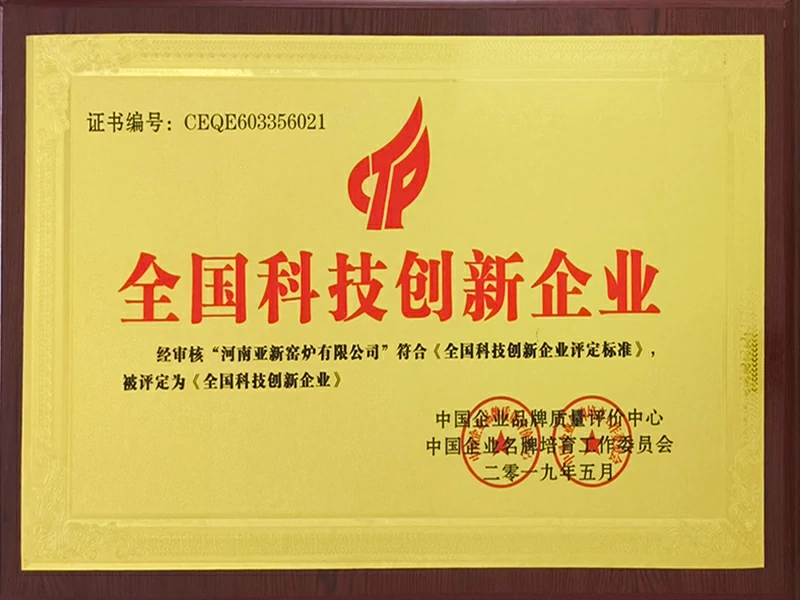 证书编号：CEQE603356021
CTP
全国科技创新企业
经审核“河南亚新窑炉有限公司”符合《全国科技创新企业评定标准》，
被评定为《全国科技创新企业》
中国企业品牌质量评价中心
中国企业名牌培育工作委员会
二零一九年五月